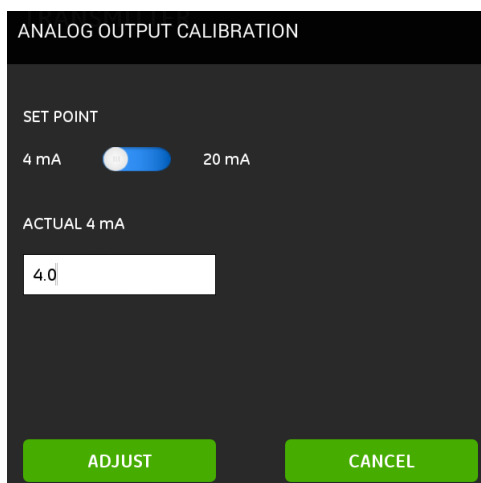 ANALOG OUTPUT CALIBRATION
SET POINT
4 mA 20 mA
ACTUAL 4 mA
4.0
ADJUST CANCEL